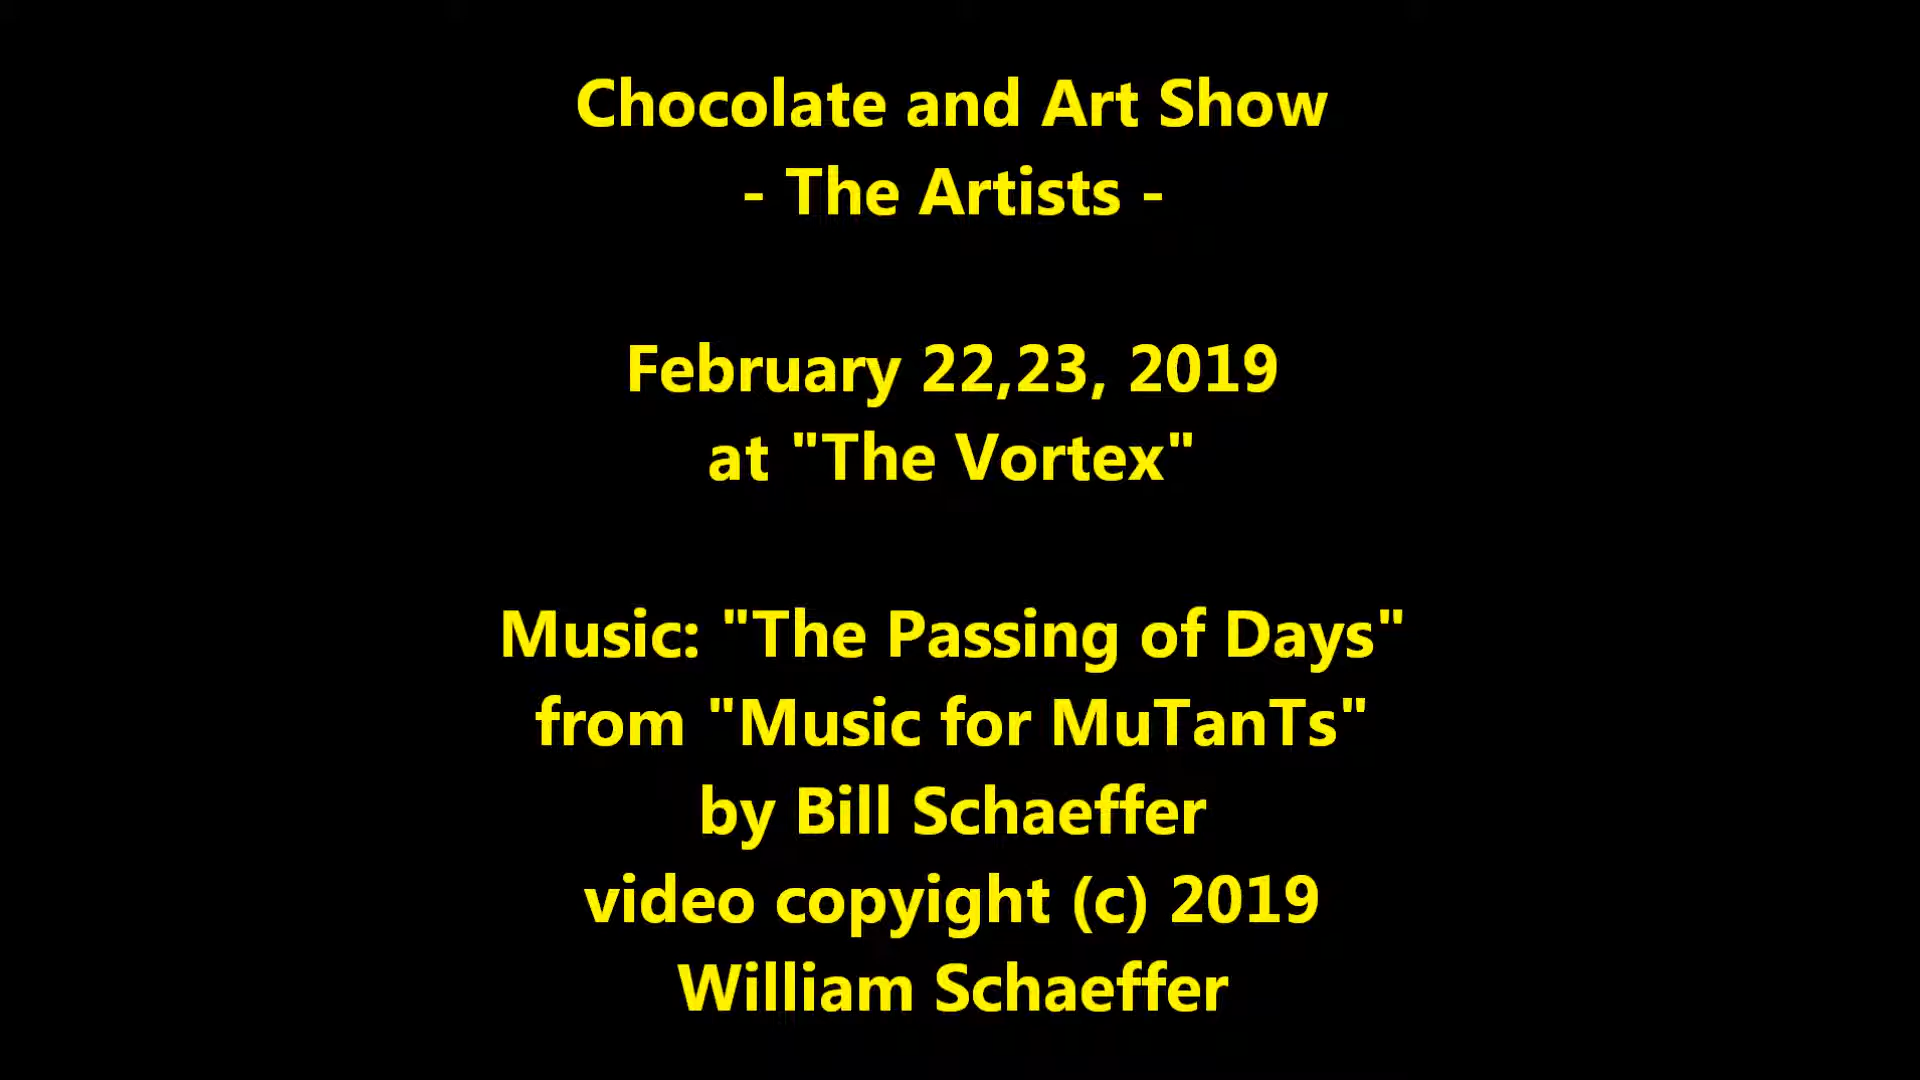 Chocolate and Art Show
- The Artists -
February 22,23, 2019
at "The Vortex"
Music: "The Passing of Days"
from "Music for MuTanTs"
by Bill Schaeffer
video copyight (c) 2019
William Schaeffer